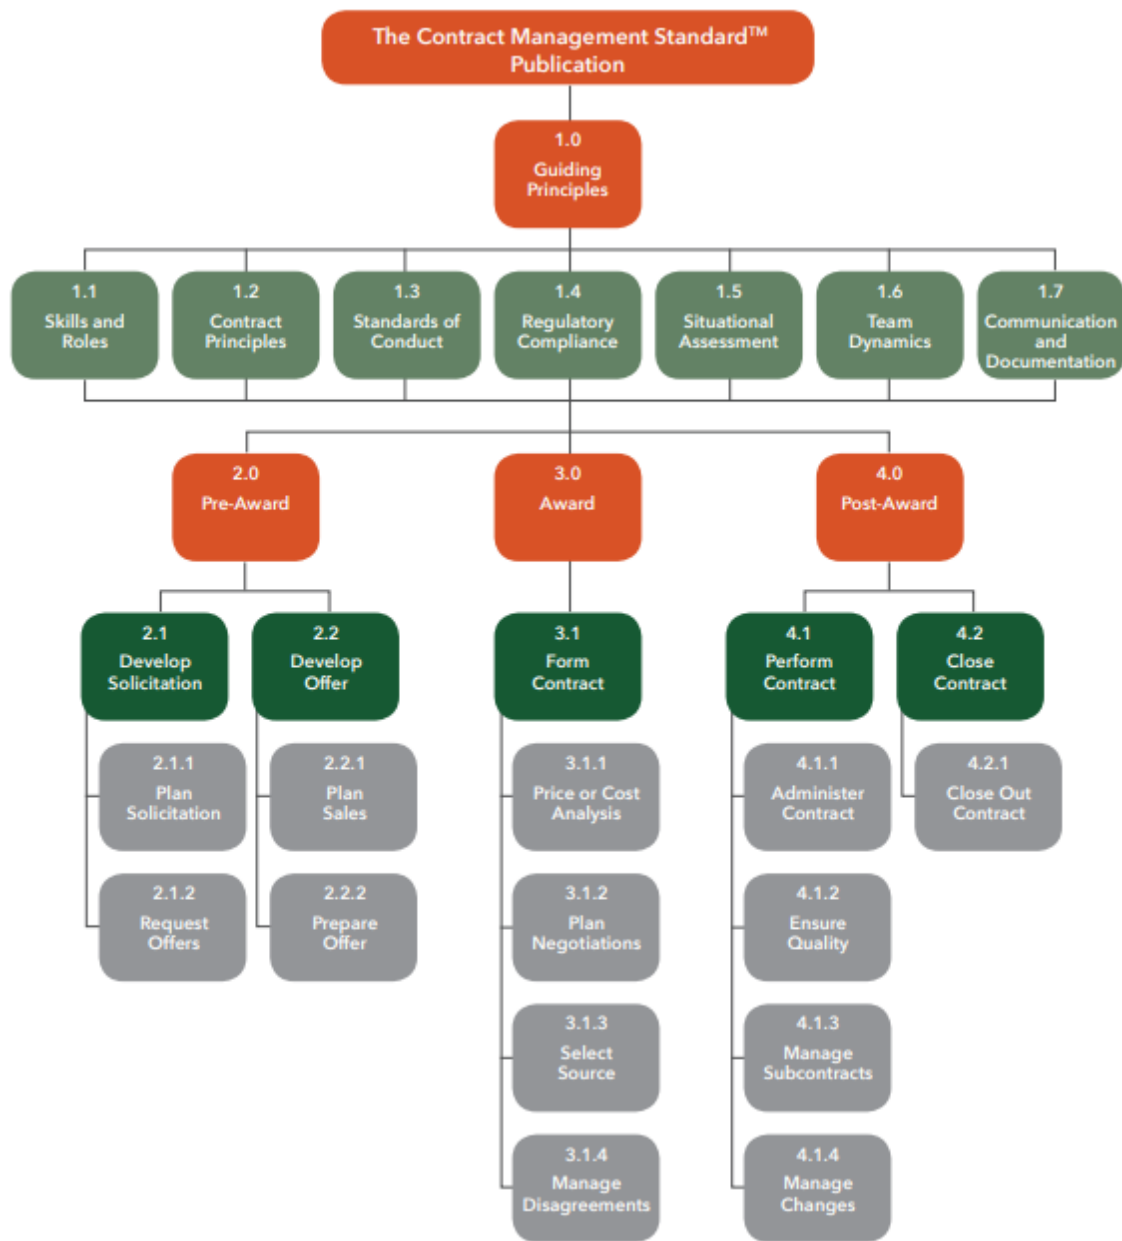 The Contract Management Standard™
Publication
1.0
Guiding
Principles
1.1
Skills and
Roles
1.2
Contract
Principles
1.3
Standards of
Conduct
1.4
Regulatory
Compliance
1.5
Situational
Assessment
1.6
Team
Dynamics
1.7
Communication
and
Documentation
2.0
Pre-Award
3.0
Award
4.0
Post-Award
2.1
Develop
Solicitation
2.2
Develop
Offer
3.1
Form
Contract
4.1
Perform
Contract
4.2
Close
Contract
2.1.1
Plan
Solicitation
2.2.1
Plan
Sales
3.1.1
Price or Cost
Analysis
4.1.1
Administer
Contract
4.2.1
Close Out
Contract
2.1.2
Request
Offers
2.2.2
Prepare
Offer
3.1.2
Plan
Negotiations
4.1.2
Ensure
Quality
3.1.3
Select
Source
4.1.3
Manage
Subcontracts
3.1.4
Manage
Disagreements
4.1.4
Manage
Changes